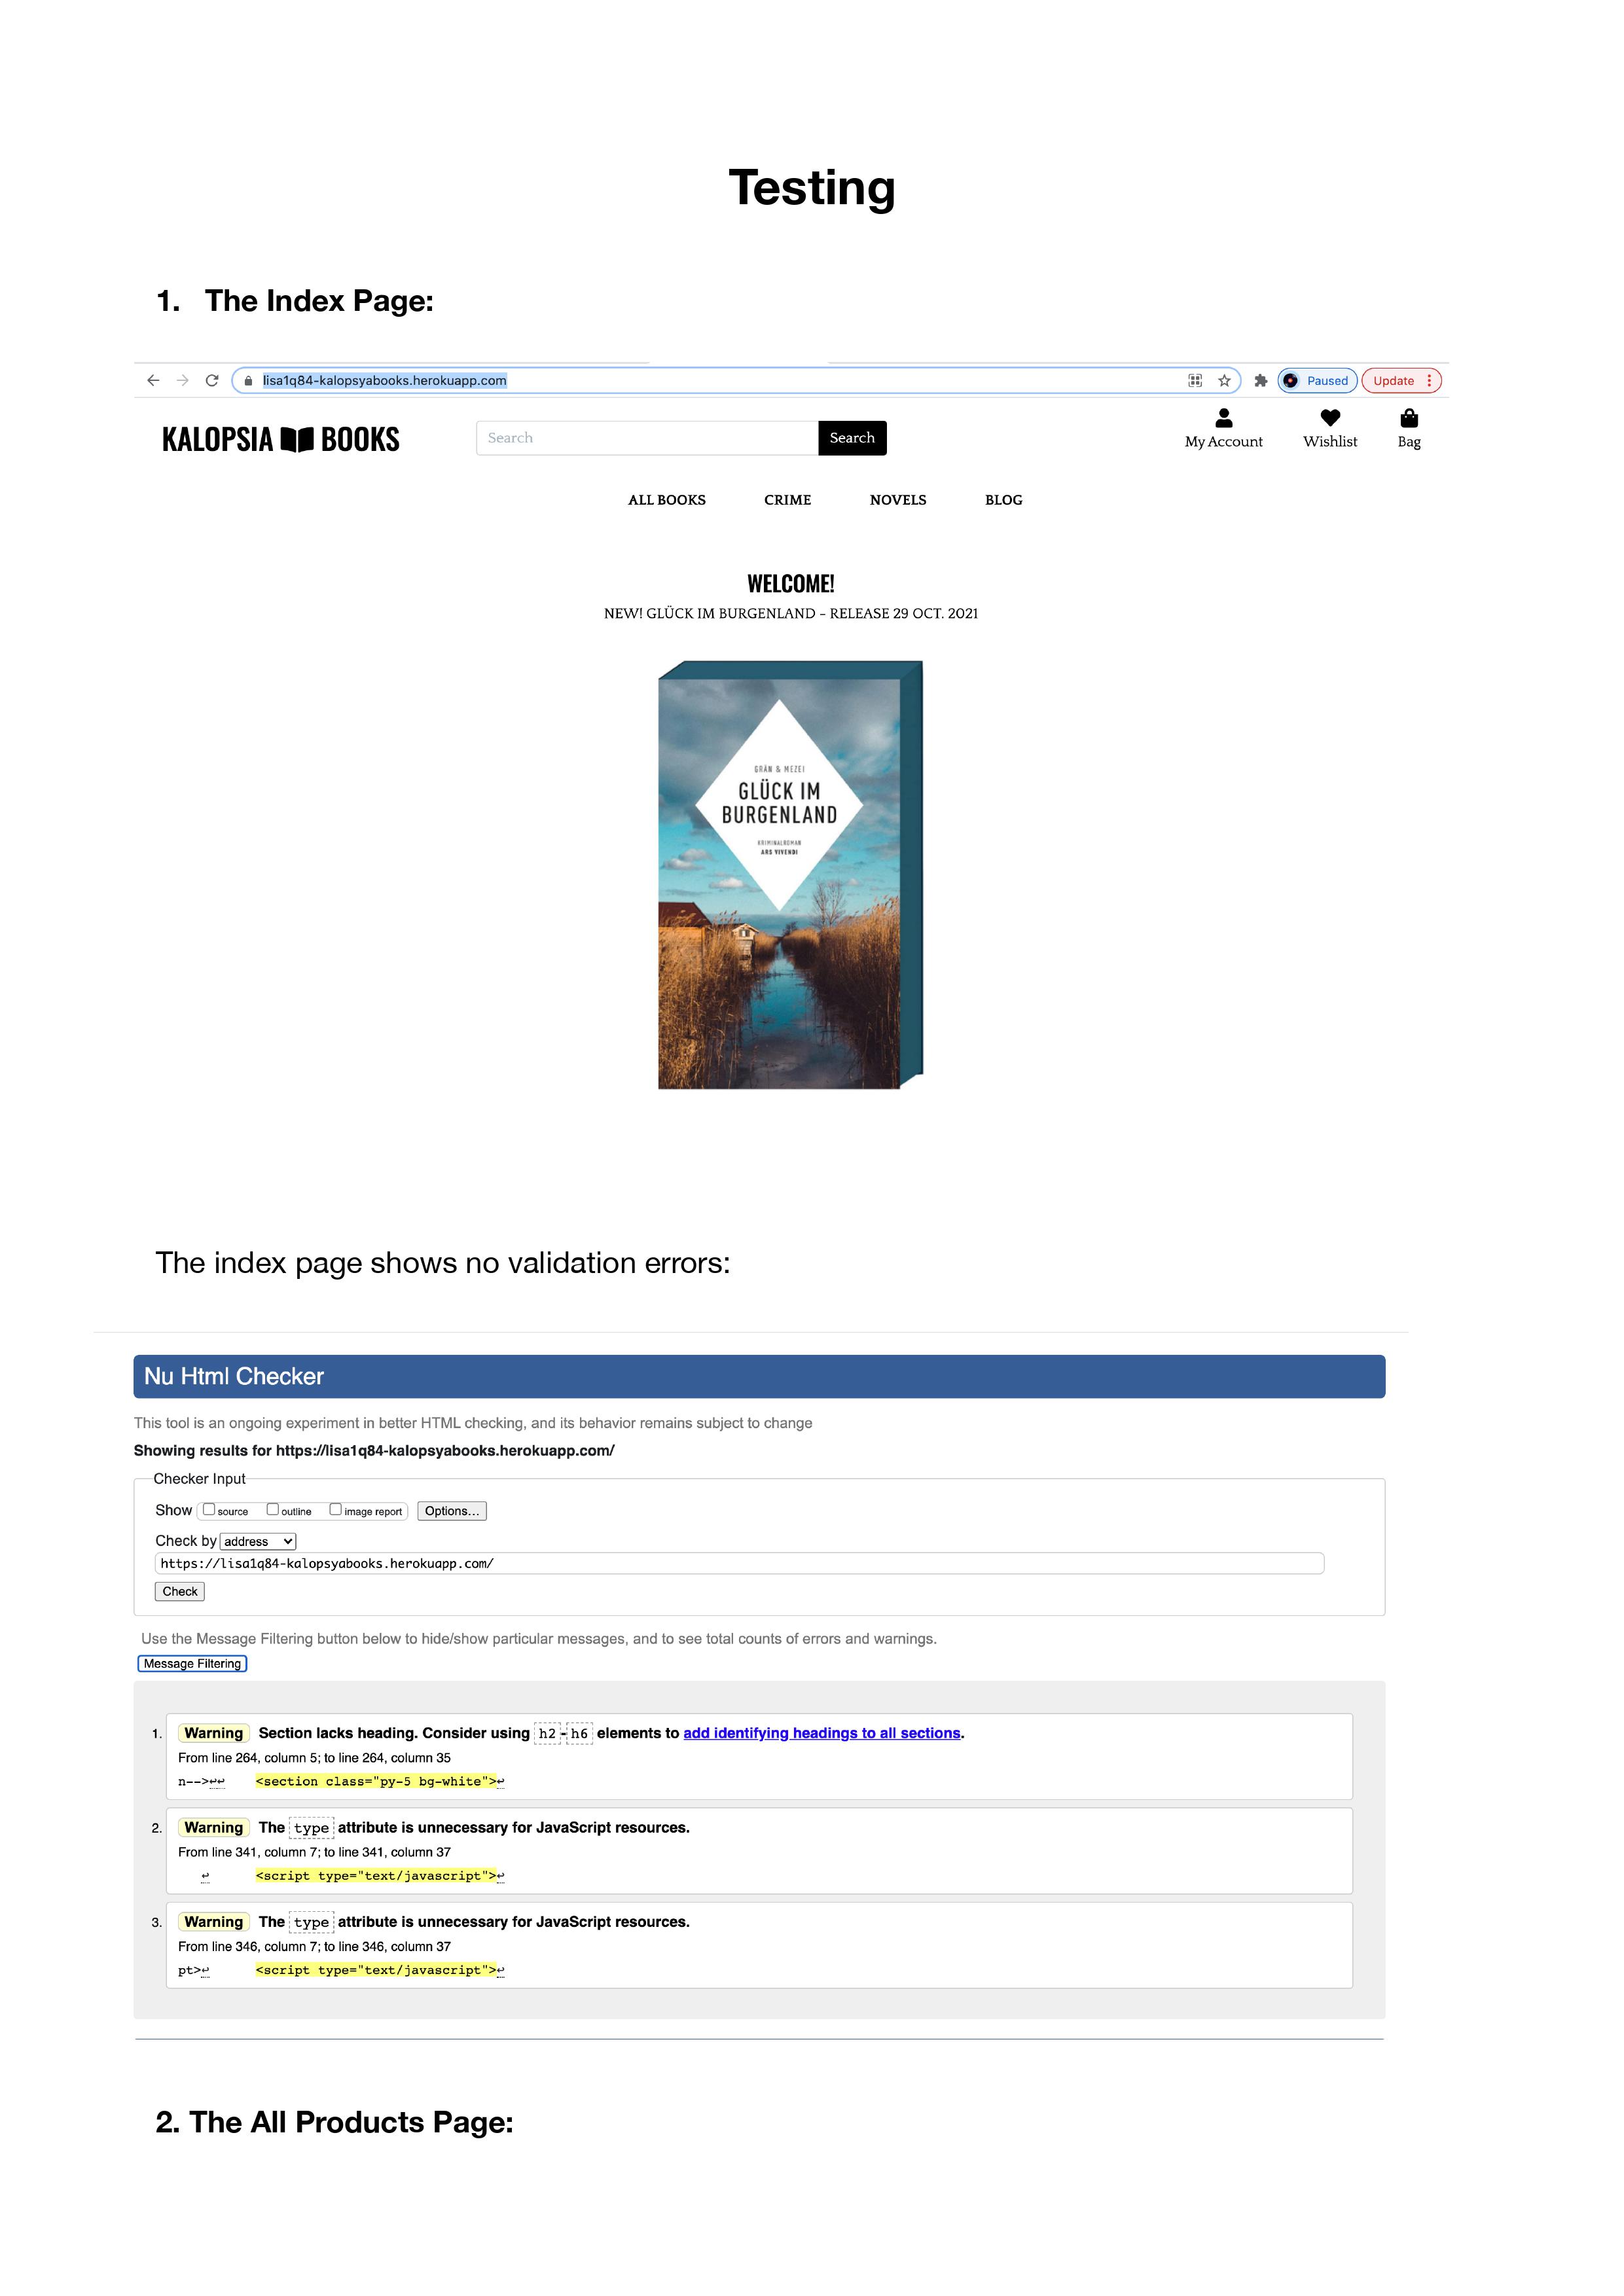 Testing
1. The Index Page:
lisa1q84-kalopsyabooks.herokuapp.com
Paused
Update
KALOPSIA BOOKS
Search
Search
My Account
Wishlist
Bag
ALL BOOKS CRIME NOVELS BLOG
WELCOME!
NEW! GLÜCK IM BURGENLAND – RELEASE 29 OCT. 2021
GRÄN & MEZEI
GLÜCK IM
BURGENLAND
KRIMINALROMAN
ARS VIVENDI
The index page shows no validation errors:
Nu Html Checker
This tool is an ongoing experiment in better HTML checking, and its behavior remains subject to change
Showing results for https://lisa1q84-kalopsyabooks.herokuapp.com/
Checker Input
Show source outline image report Options...
Check by address
https://lisa1q84-kalopsyabooks.herokuapp.com/
Check
Use the Message Filtering button below to hide/show particular messages, and to see total counts of errors and warnings.
Message Filtering
1. Warning Section lacks heading. Consider using h2-h6 elements to add identifying headings to all sections.
From line 264, column 5; to line 264, column 35
n-->↩↩ <section class="py-5 bg-white">↩
2. Warning The type attribute is unnecessary for JavaScript resources.
From line 341, column 7; to line 341, column 37
↩ <script type="text/javascript">↩
3. Warning The type attribute is unnecessary for JavaScript resources.
From line 346, column 7; to line 346, column 37
pt>↩ <script type="text/javascript">↩
2. The All Products Page: